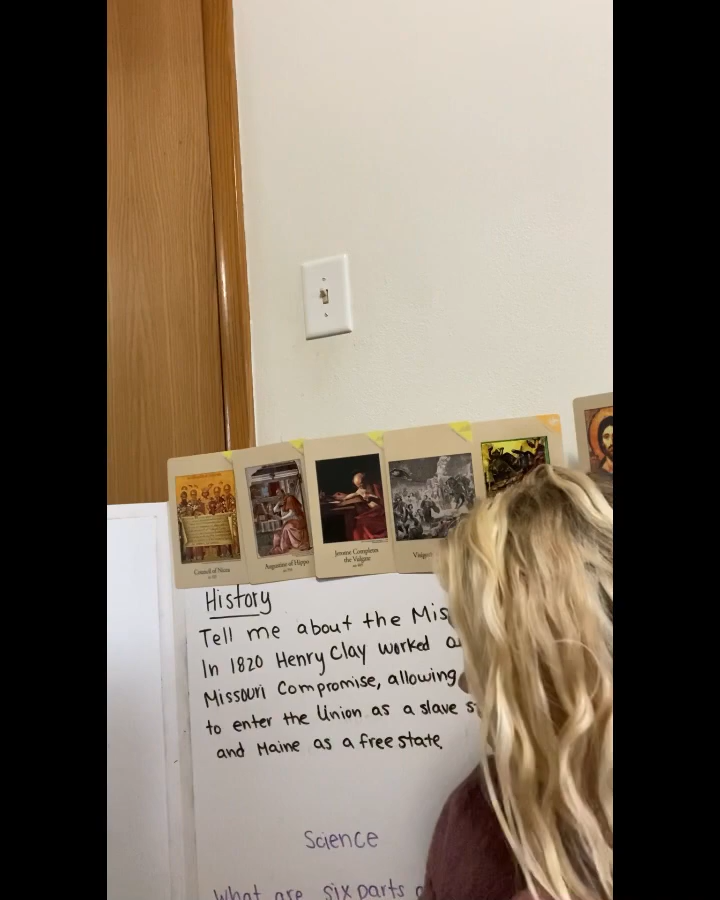 Council of Nicea
Augustine of Hippo
Jerome Completes
the Vulgate
History
Tell me about the
In 1820 Henry Clay worked
Missouri Compromise, allowing
to enter the Union as a slave
and Maine as a free state.
Science
What are six parts